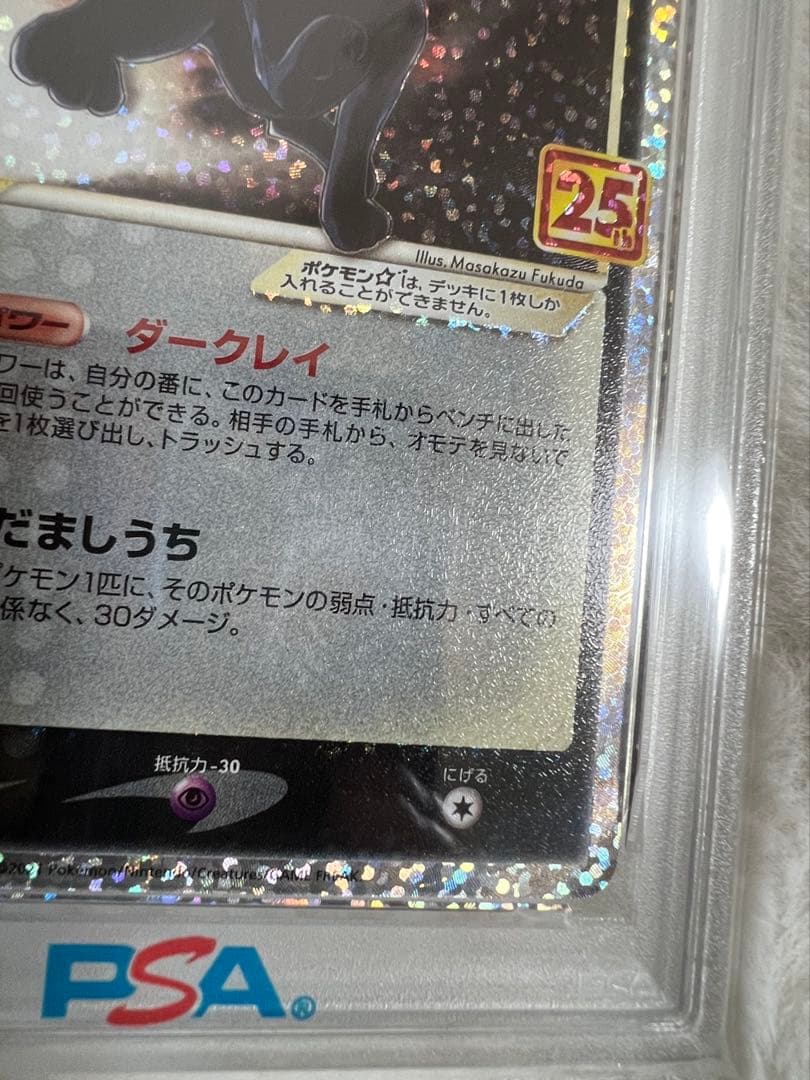 25th
Illus. Masakazu Fukuda
ポケモン☆は、デッキに1枚しか
入れることができません。
パワー ダークレイ
ワーは、自分の番に、このカードを手札からベンチに出した
回使うことができる。相手の手札から、オモテを見ないで
を1枚選び出し、トラッシュする。
だましうち
ケモン1匹に、そのポケモンの弱点・抵抗力・すべての
係なく、30ダメージ。
抵抗力-30
にげる
©2021 Pokémon/Nintendo/Creatures/GAME FREAK
PSA®